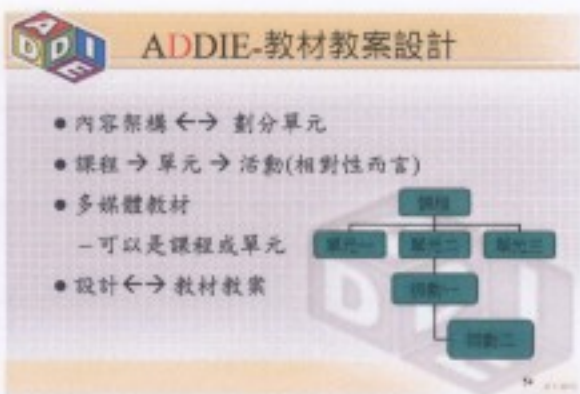 A
D D I
E
ADDIE-教材教案設計
● 內容架構 ←→ 劃分單元
● 課程 → 單元 → 活動(相對性而言)
● 多媒體教材
–可以是課程或單元
● 設計←→ 教材教案
課程
單元一 單元二 單元三
活動一
活動二
D I
E